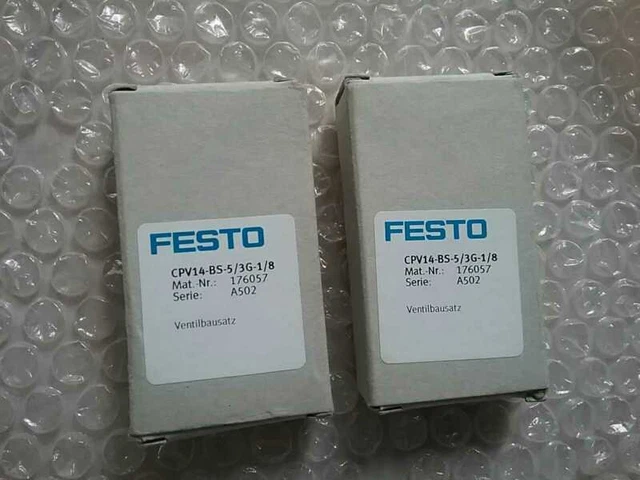 FESTO
CPV14-BS-5/3G-1/8
Mat.-Nr.: 176057
Serie: A502
Ventilbausatz
FESTO
CPV14-BS-5/3G-1/8
Mat.-Nr.: 176057
Serie: A502
Ventilbausatz